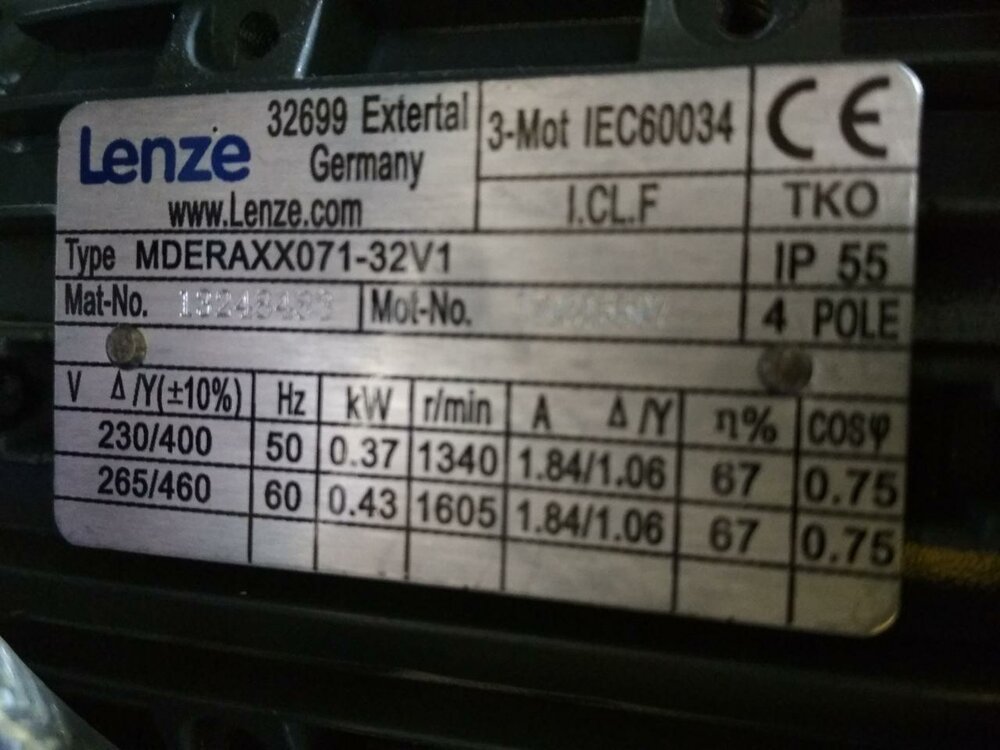 Lenze 32699 Extertal
Germany
www.Lenze.com
3-Mot IEC60034
I.CL.F
CE
TKO
Type MDERAXX071-32V1
IP 55
Mat-No.
Mot-No.
4 POLE
V Δ/Y(±10%) Hz kW r/min A Δ/Y η% cosφ
230/400 50 0.37 1340 1.84/1.06 67 0.75
265/460 60 0.43 1605 1.84/1.06 67 0.75